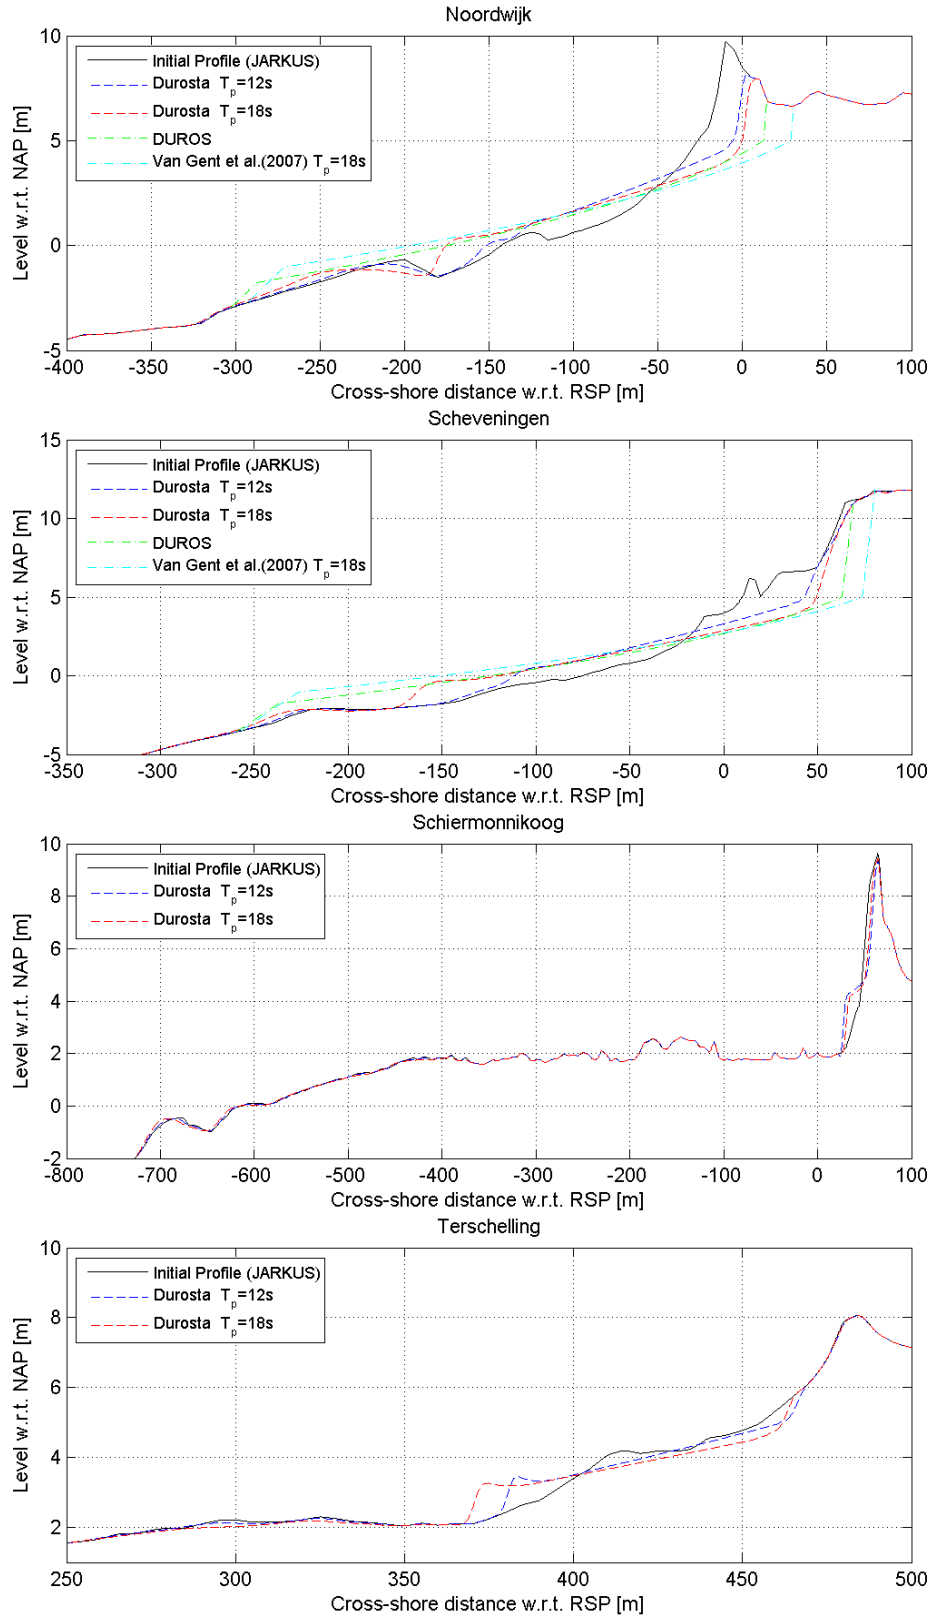 Noordwijk
10
5
0
-5
Level w.r.t. NAP [m]
Initial Profile (JARKUS)
Durosta T_p=12s
Durosta T_p=18s
DUROS
Van Gent et al.(2007) T_p=18s
-400 -350 -300 -250 -200 -150 -100 -50 0 50 100
Cross-shore distance w.r.t. RSP [m]
Scheveningen
15
10
5
0
-5
Level w.r.t. NAP [m]
Initial Profile (JARKUS)
Durosta T_p=12s
Durosta T_p=18s
DUROS
Van Gent et al.(2007) T_p=18s
-350 -300 -250 -200 -150 -100 -50 0 50 100
Cross-shore distance w.r.t. RSP [m]
Schiermonnikoog
10
8
6
4
2
0
-2
Level w.r.t. NAP [m]
Initial Profile (JARKUS)
Durosta T_p=12s
Durosta T_p=18s
-800 -700 -600 -500 -400 -300 -200 -100 0 100
Cross-shore distance w.r.t. RSP [m]
Terschelling
10
8
6
4
2
Level w.r.t. NAP [m]
Initial Profile (JARKUS)
Durosta T_p=12s
Durosta T_p=18s
250 300 350 400 450 500
Cross-shore distance w.r.t. RSP [m]